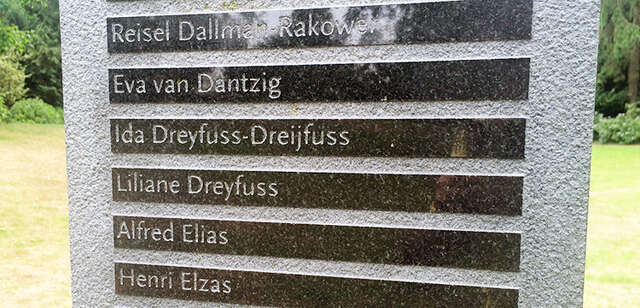 Reisel Dallman-Rakower
Eva van Dantzig
Ida Dreyfuss-Dreijfuss
Liliane Dreyfuss
Alfred Elias
Henri Elzas